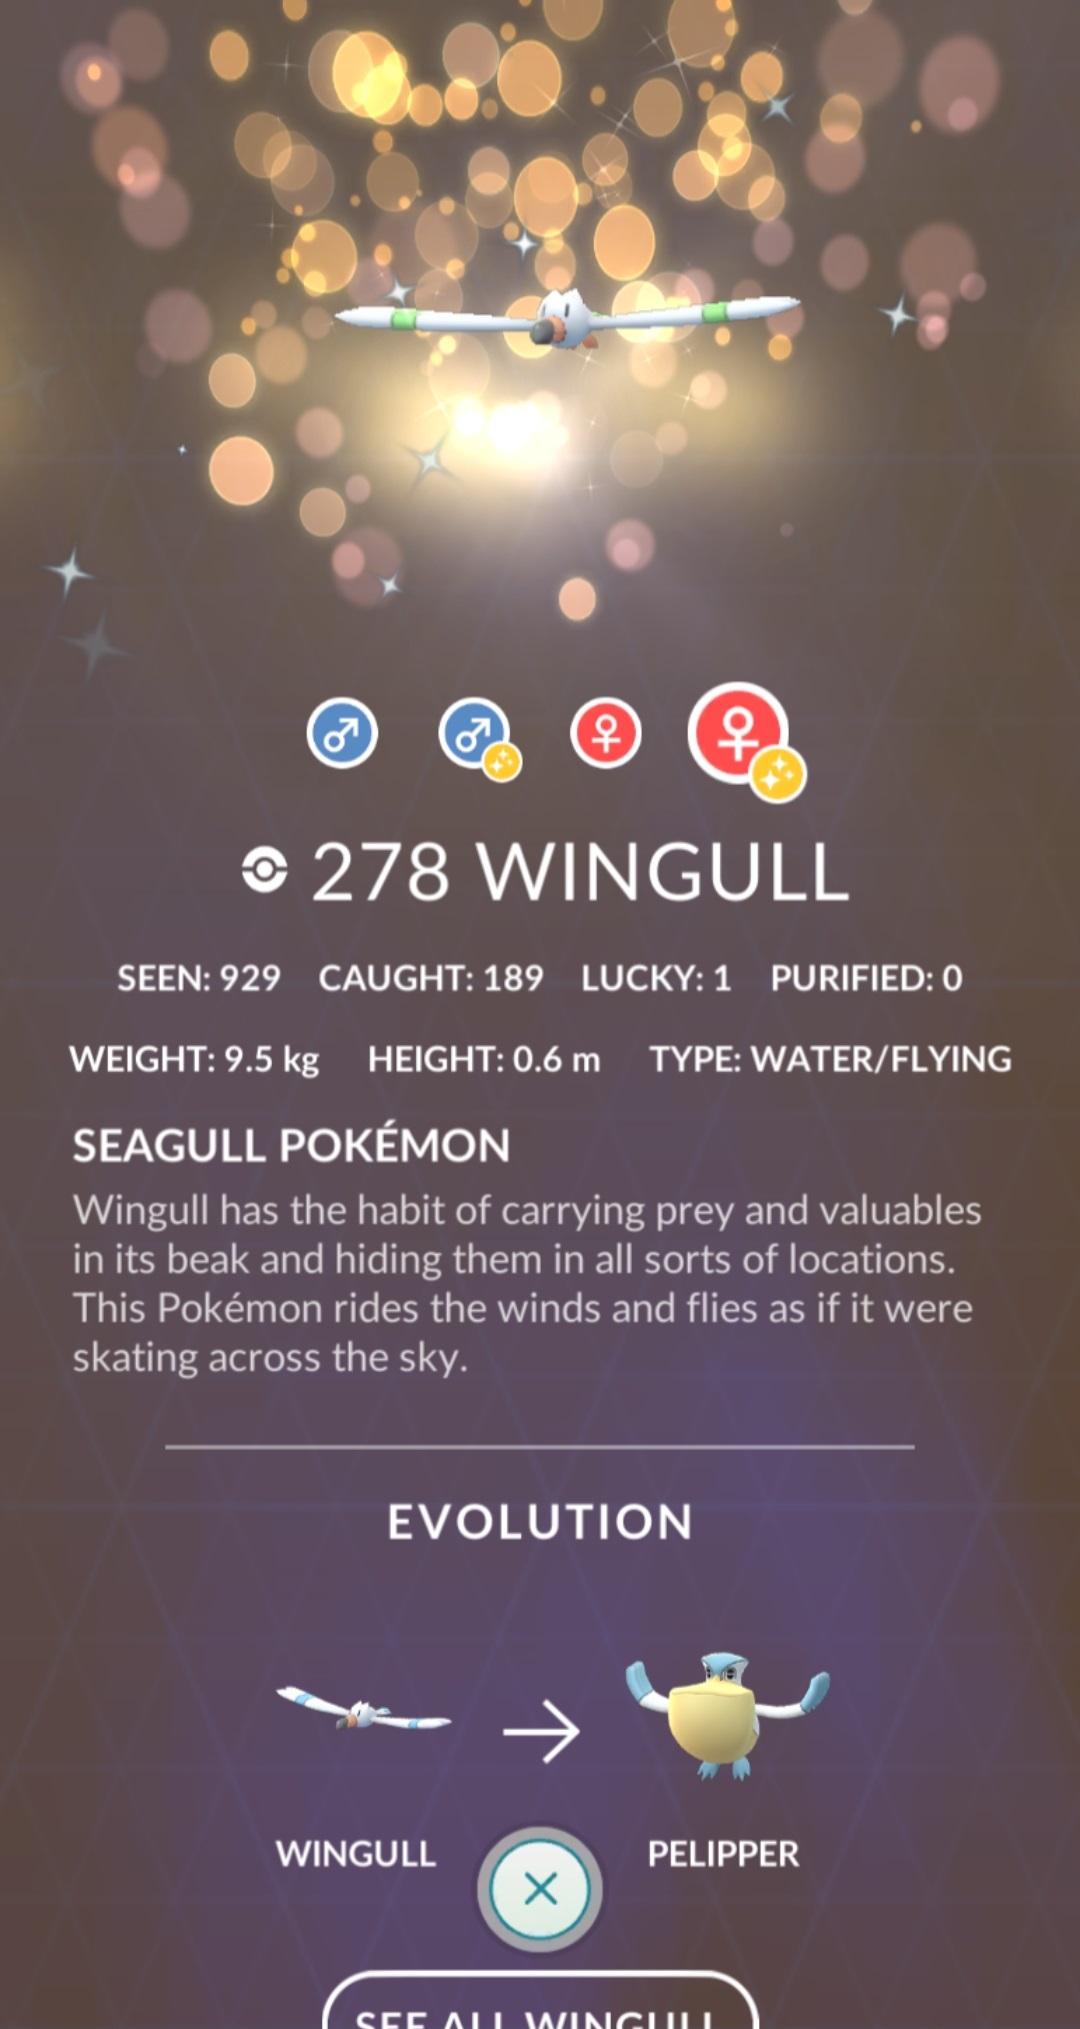 278 WINGULL
SEEN: 929 CAUGHT: 189 LUCKY: 1 PURIFIED: 0
WEIGHT: 9.5 kg HEIGHT: 0.6 m TYPE: WATER/FLYING
SEAGULL POKÉMON
Wingull has the habit of carrying prey and valuables
in its beak and hiding them in all sorts of locations.
This Pokémon rides the winds and flies as if it were
skating across the sky.
EVOLUTION
WINGULL PELIPPER
SEE ALL WINGULL